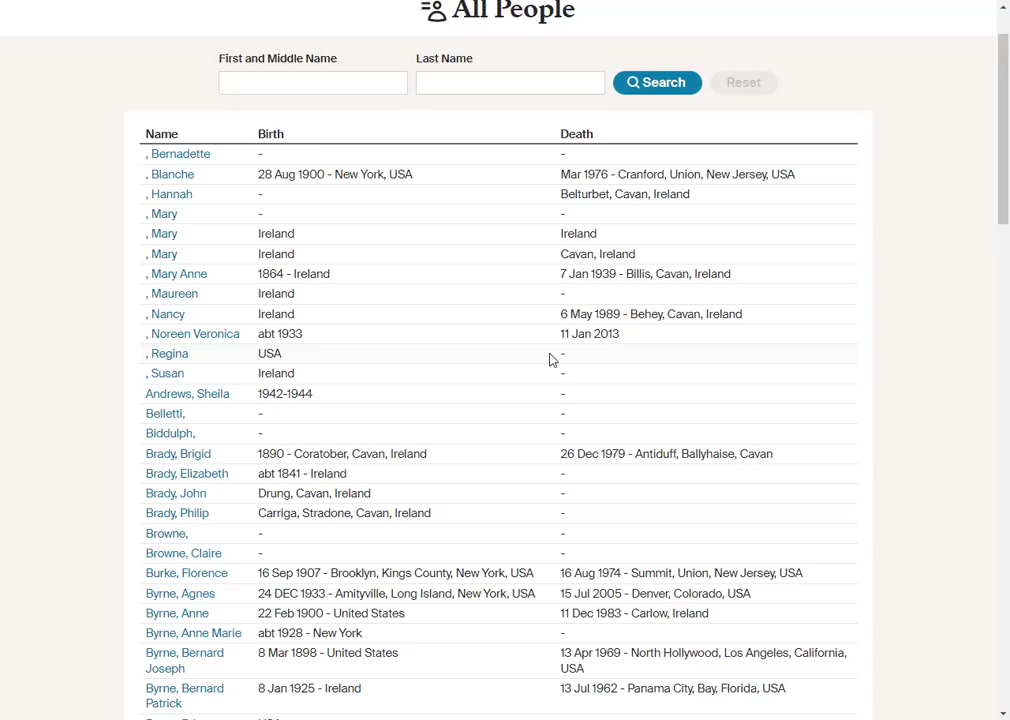 All People
First and Middle Name Last Name
Search Reset
Name Birth Death
, Bernadette - -
, Blanche 28 Aug 1900 - New York, USA Mar 1976 - Cranford, Union, New Jersey, USA
, Hannah - Belturbet, Cavan, Ireland
, Mary - -
, Mary Ireland Ireland
, Mary Ireland Cavan, Ireland
, Mary Anne 1864 - Ireland 7 Jan 1939 - Billis, Cavan, Ireland
, Maureen Ireland -
, Nancy Ireland 6 May 1989 - Behey, Cavan, Ireland
, Noreen Veronica abt 1933 11 Jan 2013
, Regina USA -
, Susan Ireland -
Andrews, Sheila 1942-1944 -
Belletti, - -
Biddulph, - -
Brady, Brigid 1890 - Coratober, Cavan, Ireland 26 Dec 1979 - Antiduff, Ballyhaise, Cavan
Brady, Elizabeth abt 1841 - Ireland -
Brady, John Drung, Cavan, Ireland -
Brady, Philip Carriga, Stradone, Cavan, Ireland -
Browne, - -
Browne, Claire - -
Burke, Florence 16 Sep 1907 - Brooklyn, Kings County, New York, USA 16 Aug 1974 - Summit, Union, New Jersey, USA
Byrne, Agnes 24 DEC 1933 - Amityville, Long Island, New York, USA 15 Jul 2005 - Denver, Colorado, USA
Byrne, Anne 22 Feb 1900 - United States 11 Dec 1983 - Carlow, Ireland
Byrne, Anne Marie abt 1928 - New York -
Byrne, Bernard 8 Mar 1898 - United States 13 Apr 1969 - North Hollywood, Los Angeles, California,
Joseph USA
Byrne, Bernard 8 Jan 1925 - Ireland 13 Jul 1962 - Panama City, Bay, Florida, USA
Patrick